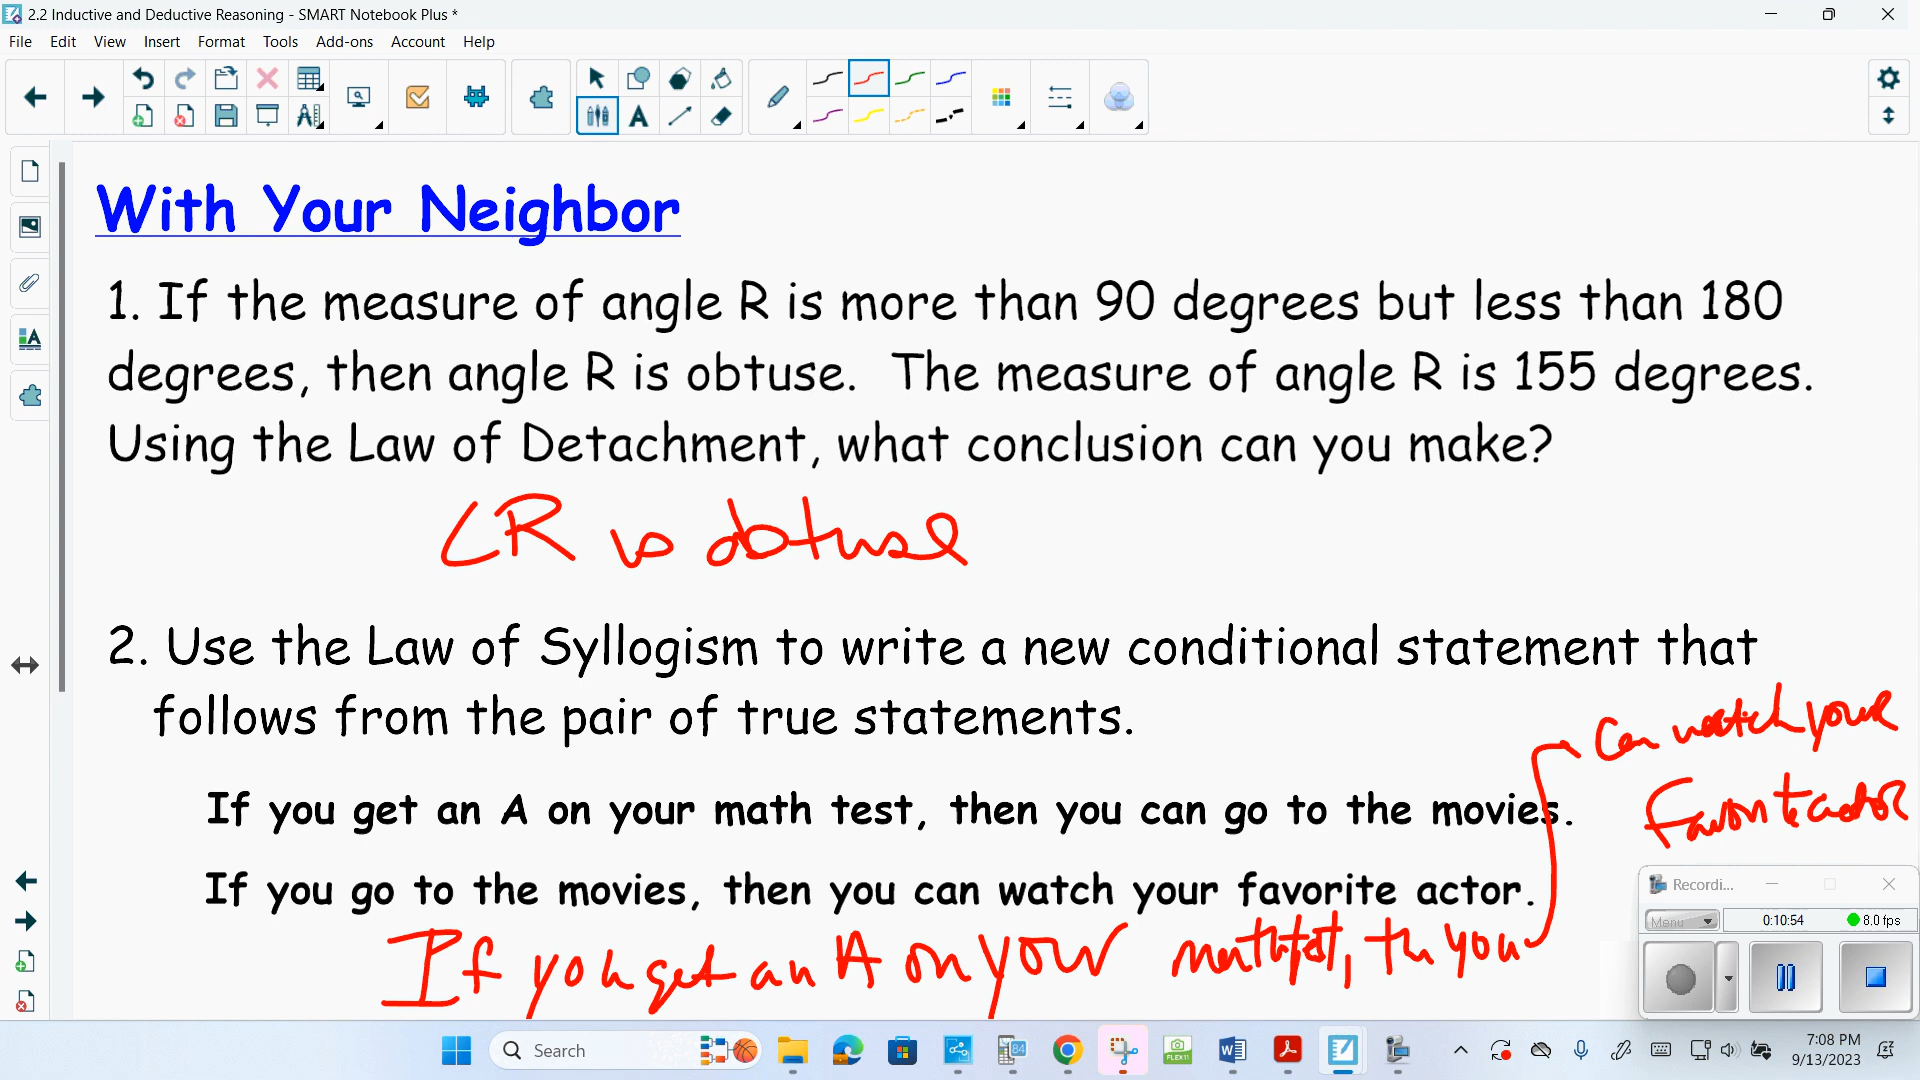 2.2 Inductive and Deductive Reasoning - SMART Notebook Plus *
File Edit View Insert Format Tools Add-ons Account Help
With Your Neighbor
1. If the measure of angle R is more than 90 degrees but less than 180
degrees, then angle R is obtuse. The measure of angle R is 155 degrees.
Using the Law of Detachment, what conclusion can you make?
∠R is obtuse
2. Use the Law of Syllogism to write a new conditional statement that
follows from the pair of true statements.
can watch your
favorite actor
If you get an A on your math test, then you can go to the movies.
If you go to the movies, then you can watch your favorite actor.
If you get an A on your math test, then you
Recordi...
Menu 0:10:54 8.0 fps
Search
84
FLEX11
7:08 PM
9/13/2023